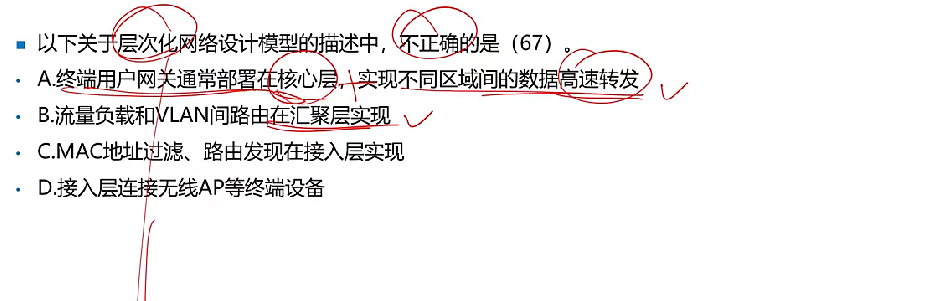 以下关于层次化网络设计模型的描述中，不正确的是（67）。
A.终端用户网关通常部署在核心层，实现不同区域间的数据高速转发
B.流量负载和VLAN间路由在汇聚层实现
C.MAC地址过滤、路由发现在接入层实现
D.接入层连接无线AP等终端设备